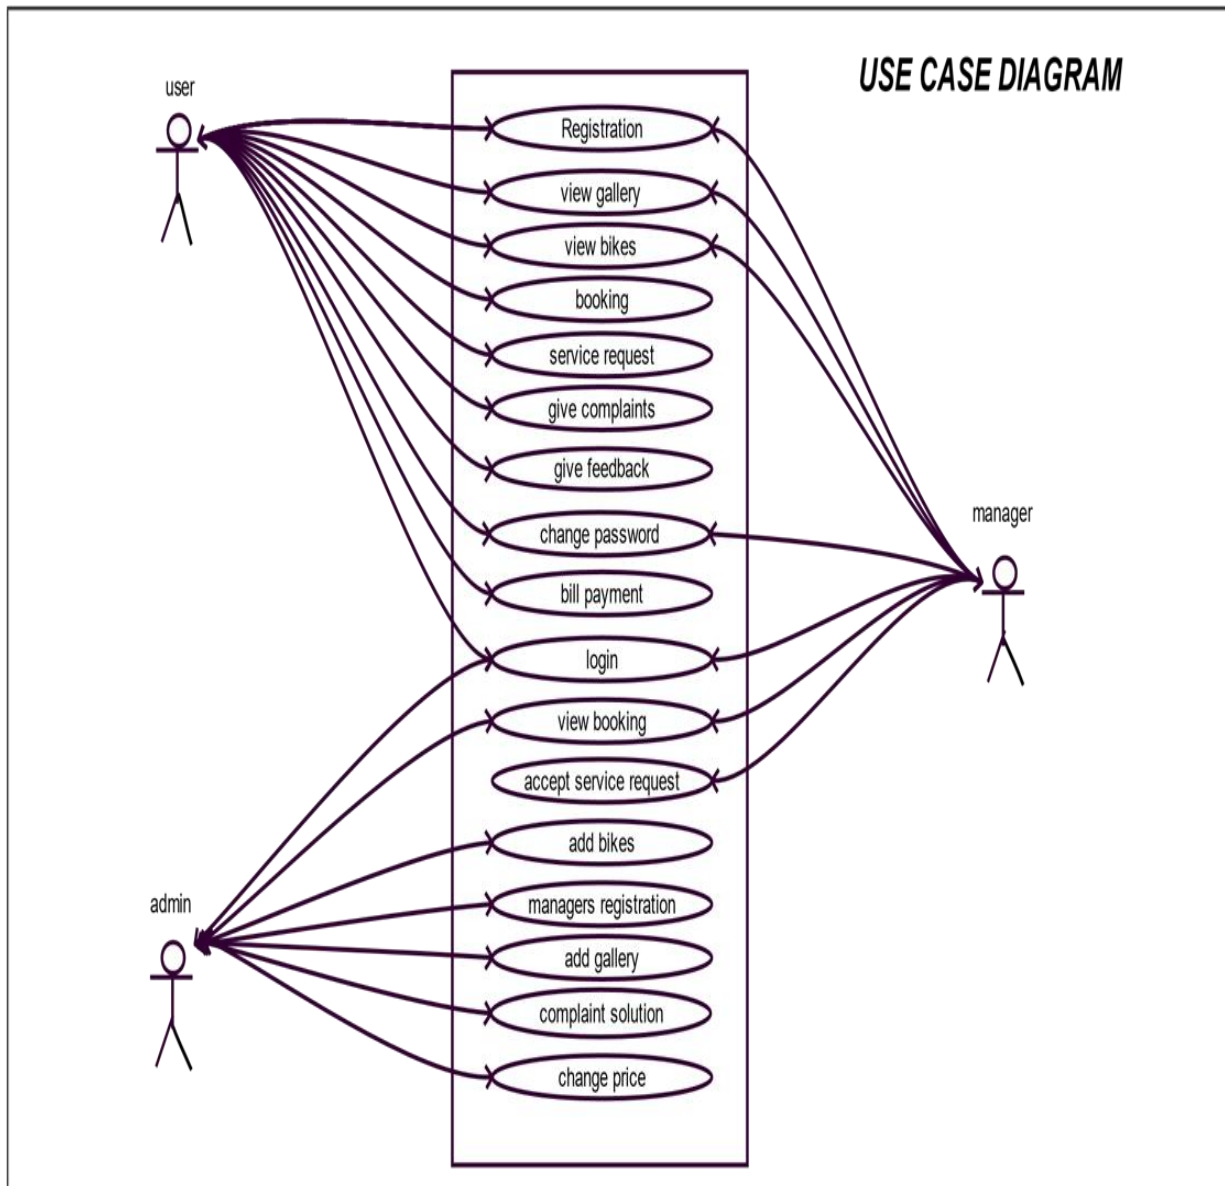 USE CASE DIAGRAM
user
Registration
view gallery
view bikes
booking
service request
give complaints
give feedback
change password
manager
bill payment
login
view booking
accept service request
add bikes
admin
managers registration
add gallery
complaint solution
change price